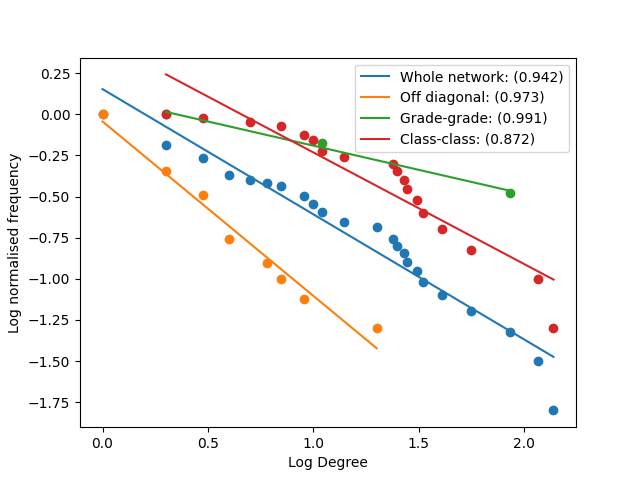 Whole network: (0.942)
Off diagonal: (0.973)
Grade-grade: (0.991)
Class-class: (0.872)
0.25
0.00
−0.25
−0.50
−0.75
−1.00
−1.25
−1.50
−1.75
Log normalised frequency
0.0 0.5 1.0 1.5 2.0
Log Degree